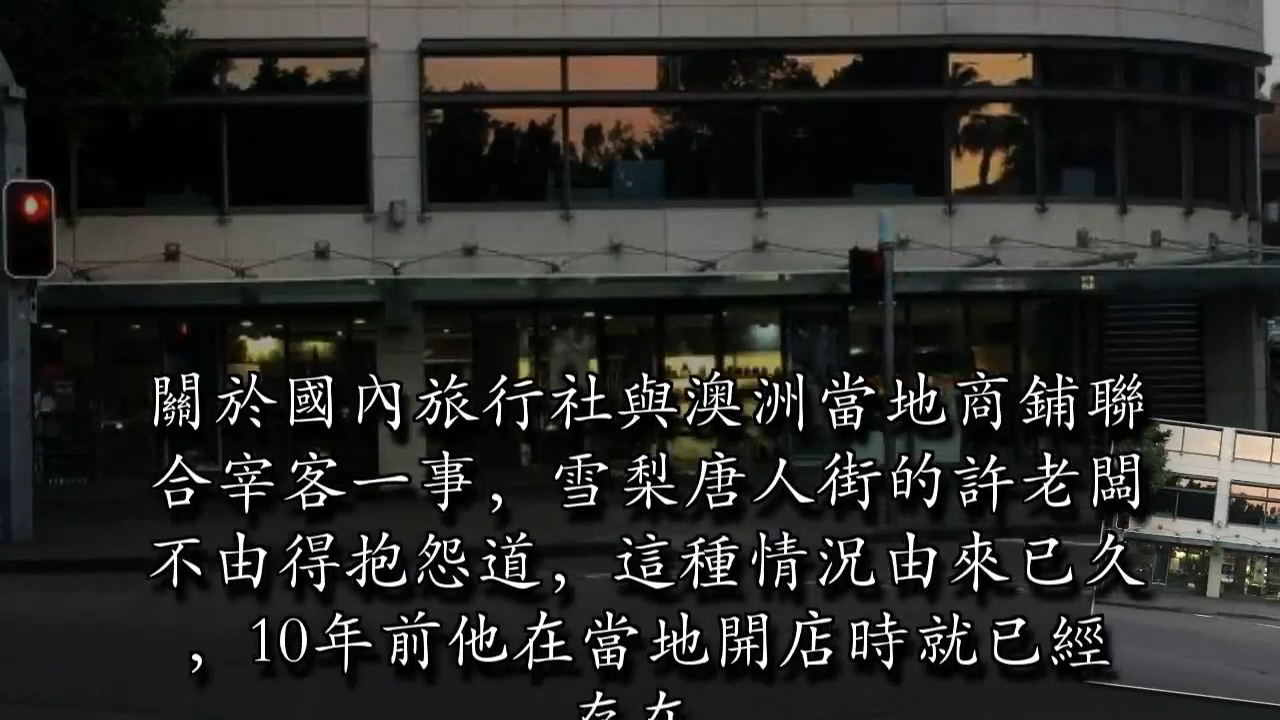 關於國內旅行社與澳洲當地商鋪聯
合宰客一事，雪梨唐人街的許老闆
不由得抱怨道，這種情況由來已久
，10年前他在當地開店時就已經
存在